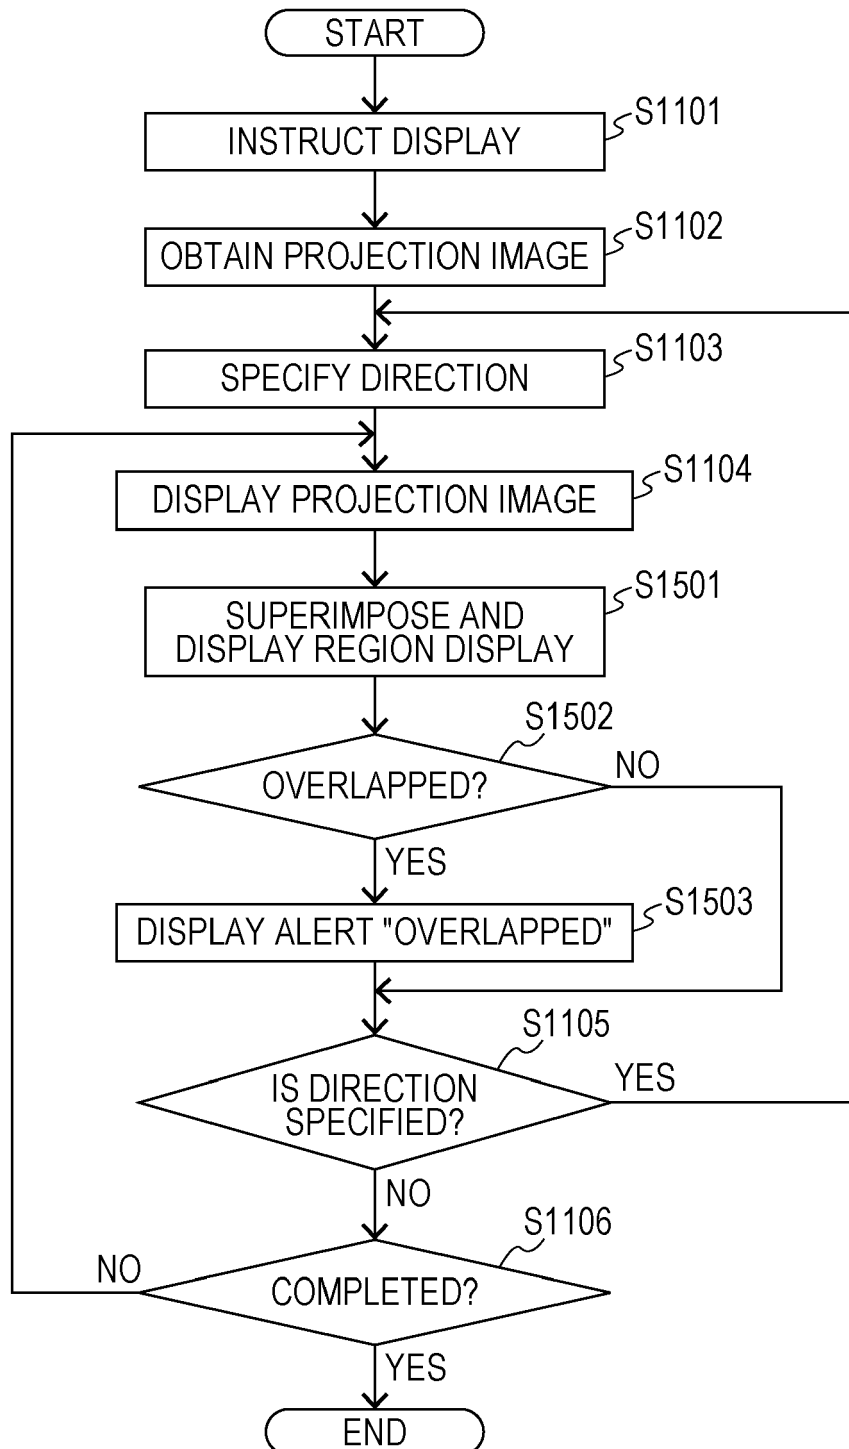 START
S1101
INSTRUCT DISPLAY
S1102
OBTAIN PROJECTION IMAGE
S1103
SPECIFY DIRECTION
S1104
DISPLAY PROJECTION IMAGE
S1501
SUPERIMPOSE AND
DISPLAY REGION DISPLAY
S1502
OVERLAPPED?
NO
YES
S1503
DISPLAY ALERT "OVERLAPPED"
S1105
IS DIRECTION
SPECIFIED?
YES
NO
S1106
COMPLETED?
NO
YES
END